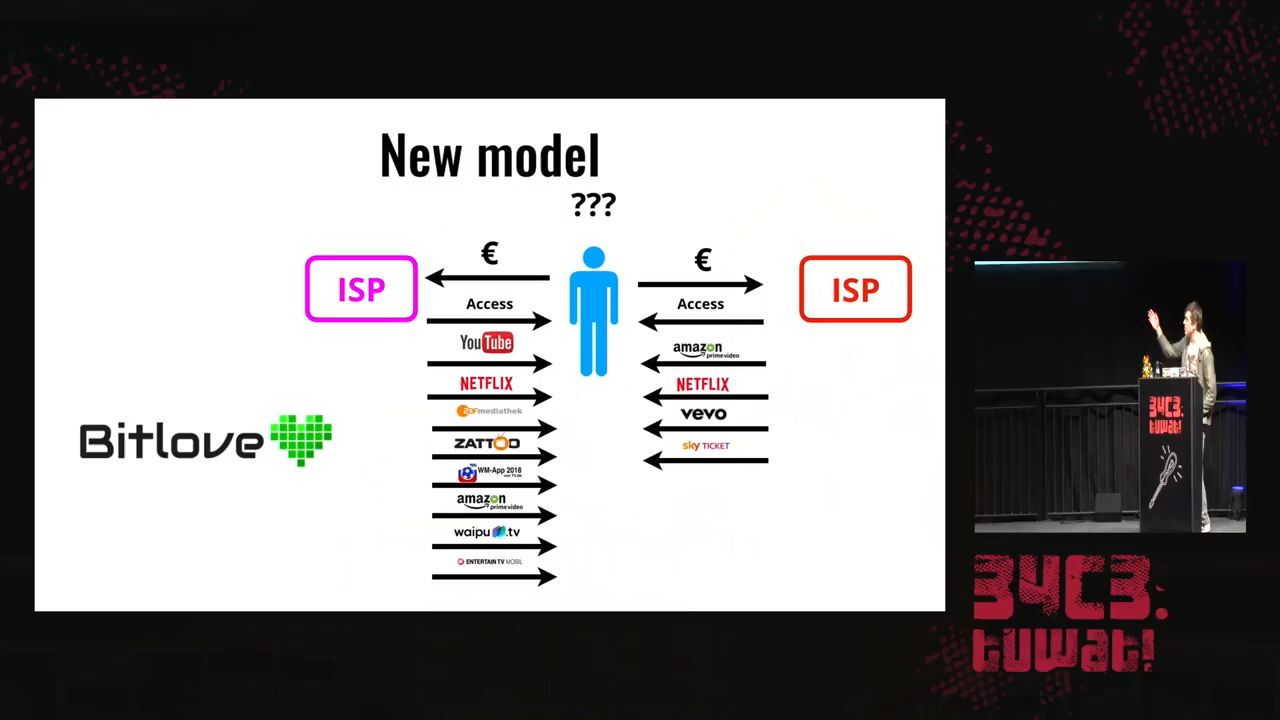 New model
???
ISP
€
Access
YouTube
NETFLIX
ZDFmediathek
ZATTOO
WM-App 2018
amazon
prime video
waipu.tv
ENTERTAIN TV MOBIL
€
Access
amazon
prime video
NETFLIX
vevo
sky TICKET
ISP
Bitlove
34C3:
tuwat!
34C3:
tuwat!